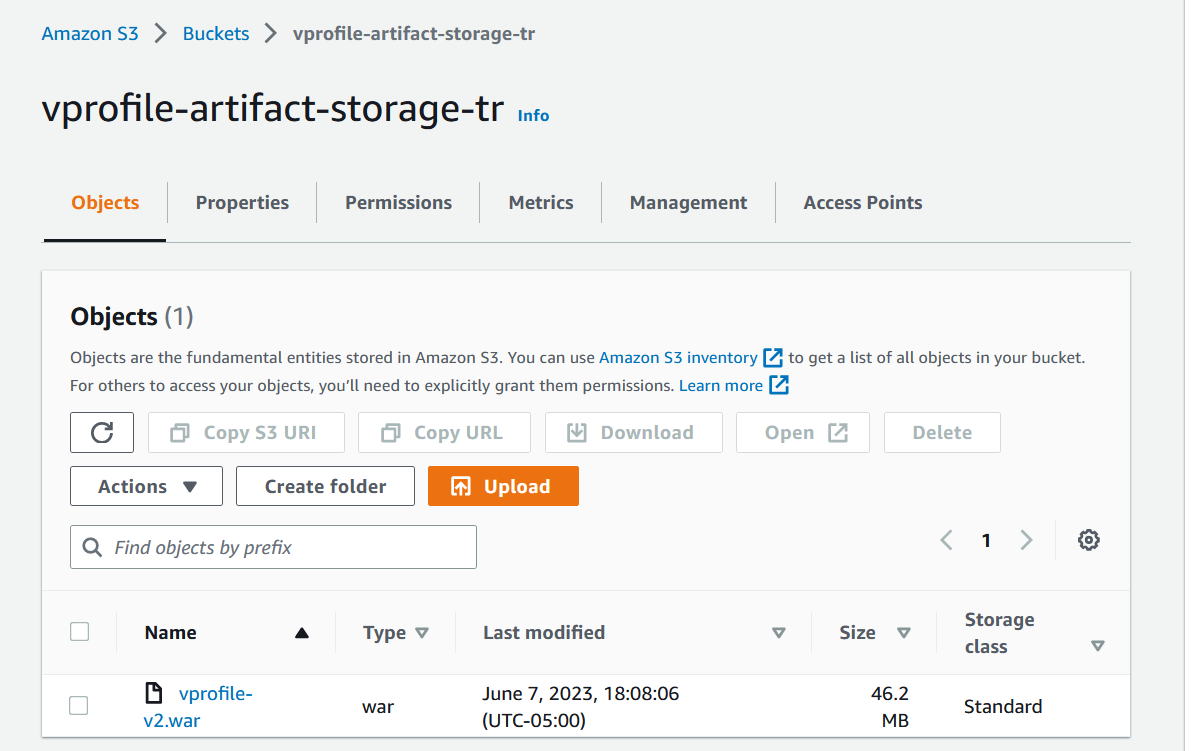 Amazon S3 > Buckets > vprofile-artifact-storage-tr
vprofile-artifact-storage-tr Info
Objects Properties Permissions Metrics Management Access Points
Objects (1)
Objects are the fundamental entities stored in Amazon S3. You can use Amazon S3 inventory to get a list of all objects in your bucket.
For others to access your objects, you’ll need to explicitly grant them permissions. Learn more
Copy S3 URI Copy URL Download Open Delete
Actions Create folder Upload
Find objects by prefix
1
Name Type Last modified Size Storage class
vprofile-v2.war war June 7, 2023, 18:08:06 (UTC-05:00) 46.2 MB Standard